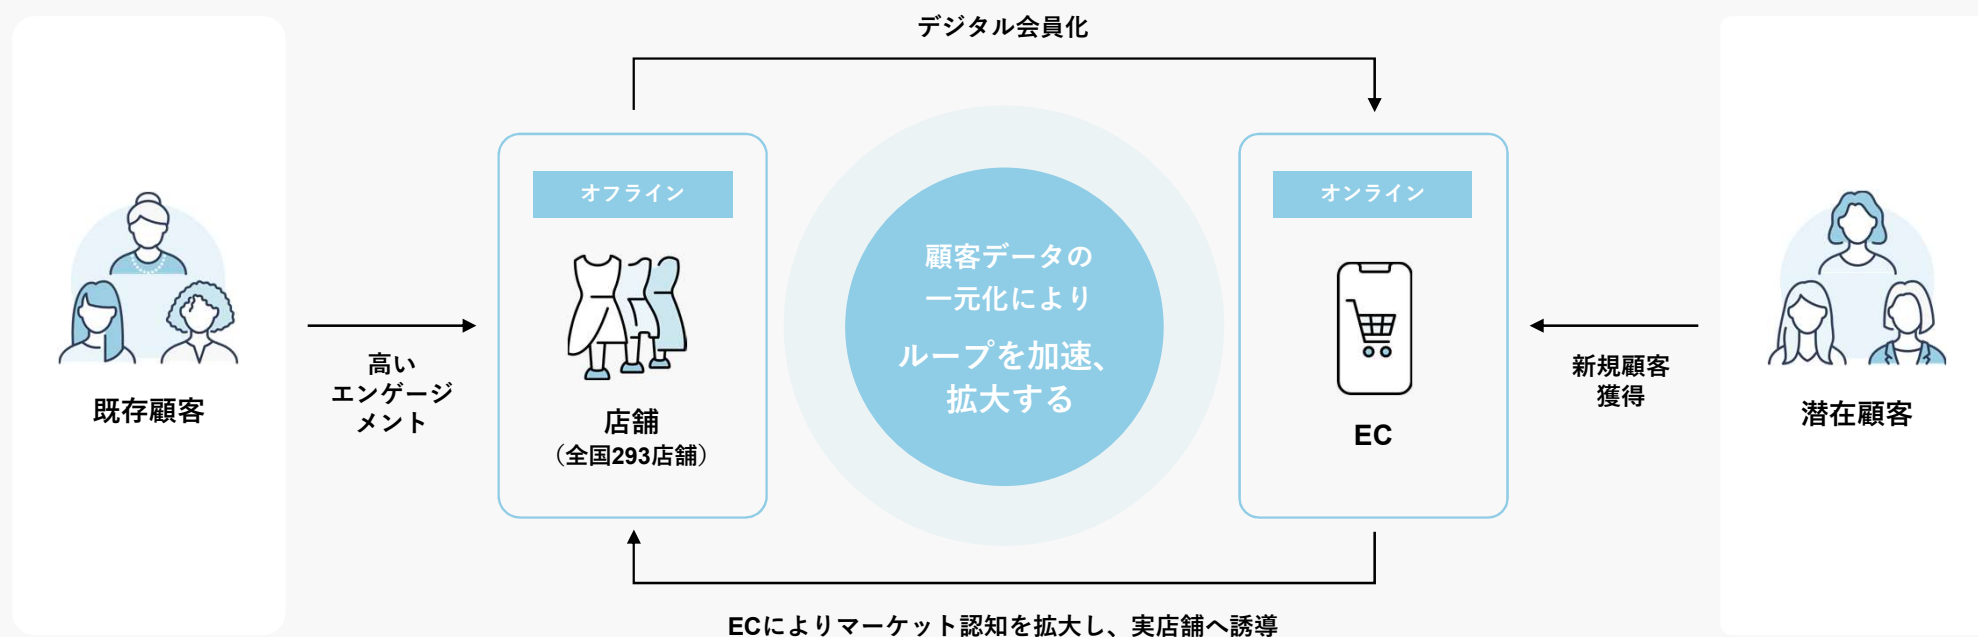 デジタル会員化
既存顧客
高い
エンゲージ
メント
オフライン
店舗
（全国293店舗）
顧客データの
一元化により
ループを加速、
拡大する
オンライン
EC
新規顧客
獲得
潜在顧客
ECによりマーケット認知を拡大し、実店舗へ誘導